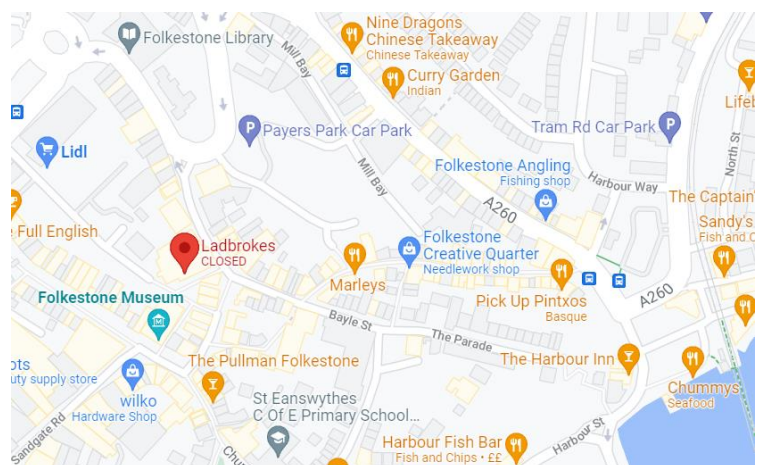 Nine Dragons
Chinese Takeaway
Chinese Takeaway
Folkestone Library
Mill Bay
Curry Garden
Indian
Payers Park Car Park
Tram Rd Car Park
Lidl
Mill Bay
North St
Folkestone Angling
Fishing shop
Harbour Way
The Captain
A260
Full English
Sandy's
Fish and C
Ladbrokes
CLOSED
Folkestone
Creative Quarter
Needlework shop
Marleys
Folkestone Museum
Pick Up Pintxos
Basque
A260
Bayle St
The Parade
The Pullman Folkestone
The Harbour Inn
ots
uty supply store
wilko
Hardware Shop
Chummys
Seafood
St Eanswythes
C Of E Primary School...
Sandgate Rd
Harbour Fish Bar
Fish and Chips • ££
Harbour St